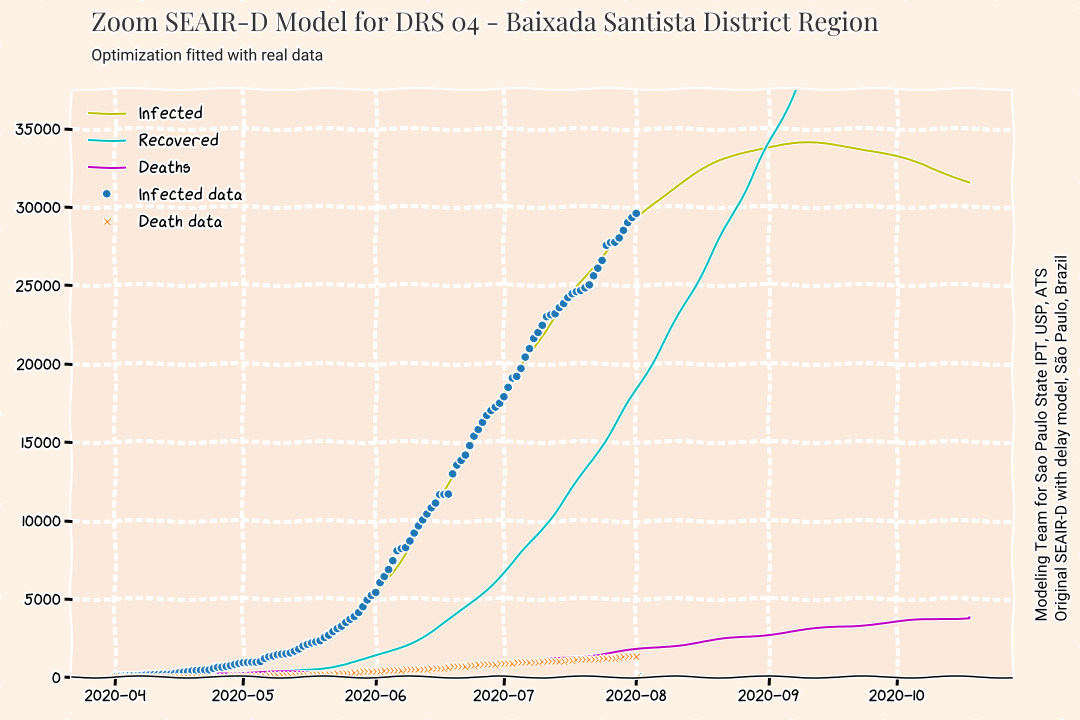 Zoom SEAIR-D Model for DRS 04 - Baixada Santista District Region
Optimization fitted with real data
Infected
Recovered
Deaths
Infected data
Death data
35000
30000
25000
20000
15000
10000
5000
0
2020-04
2020-05
2020-06
2020-07
2020-08
2020-09
2020-10
Modeling Team for Sao Paulo State IPT, USP, ATS
Original SEAIR-D with delay model, São Paulo, Brazil